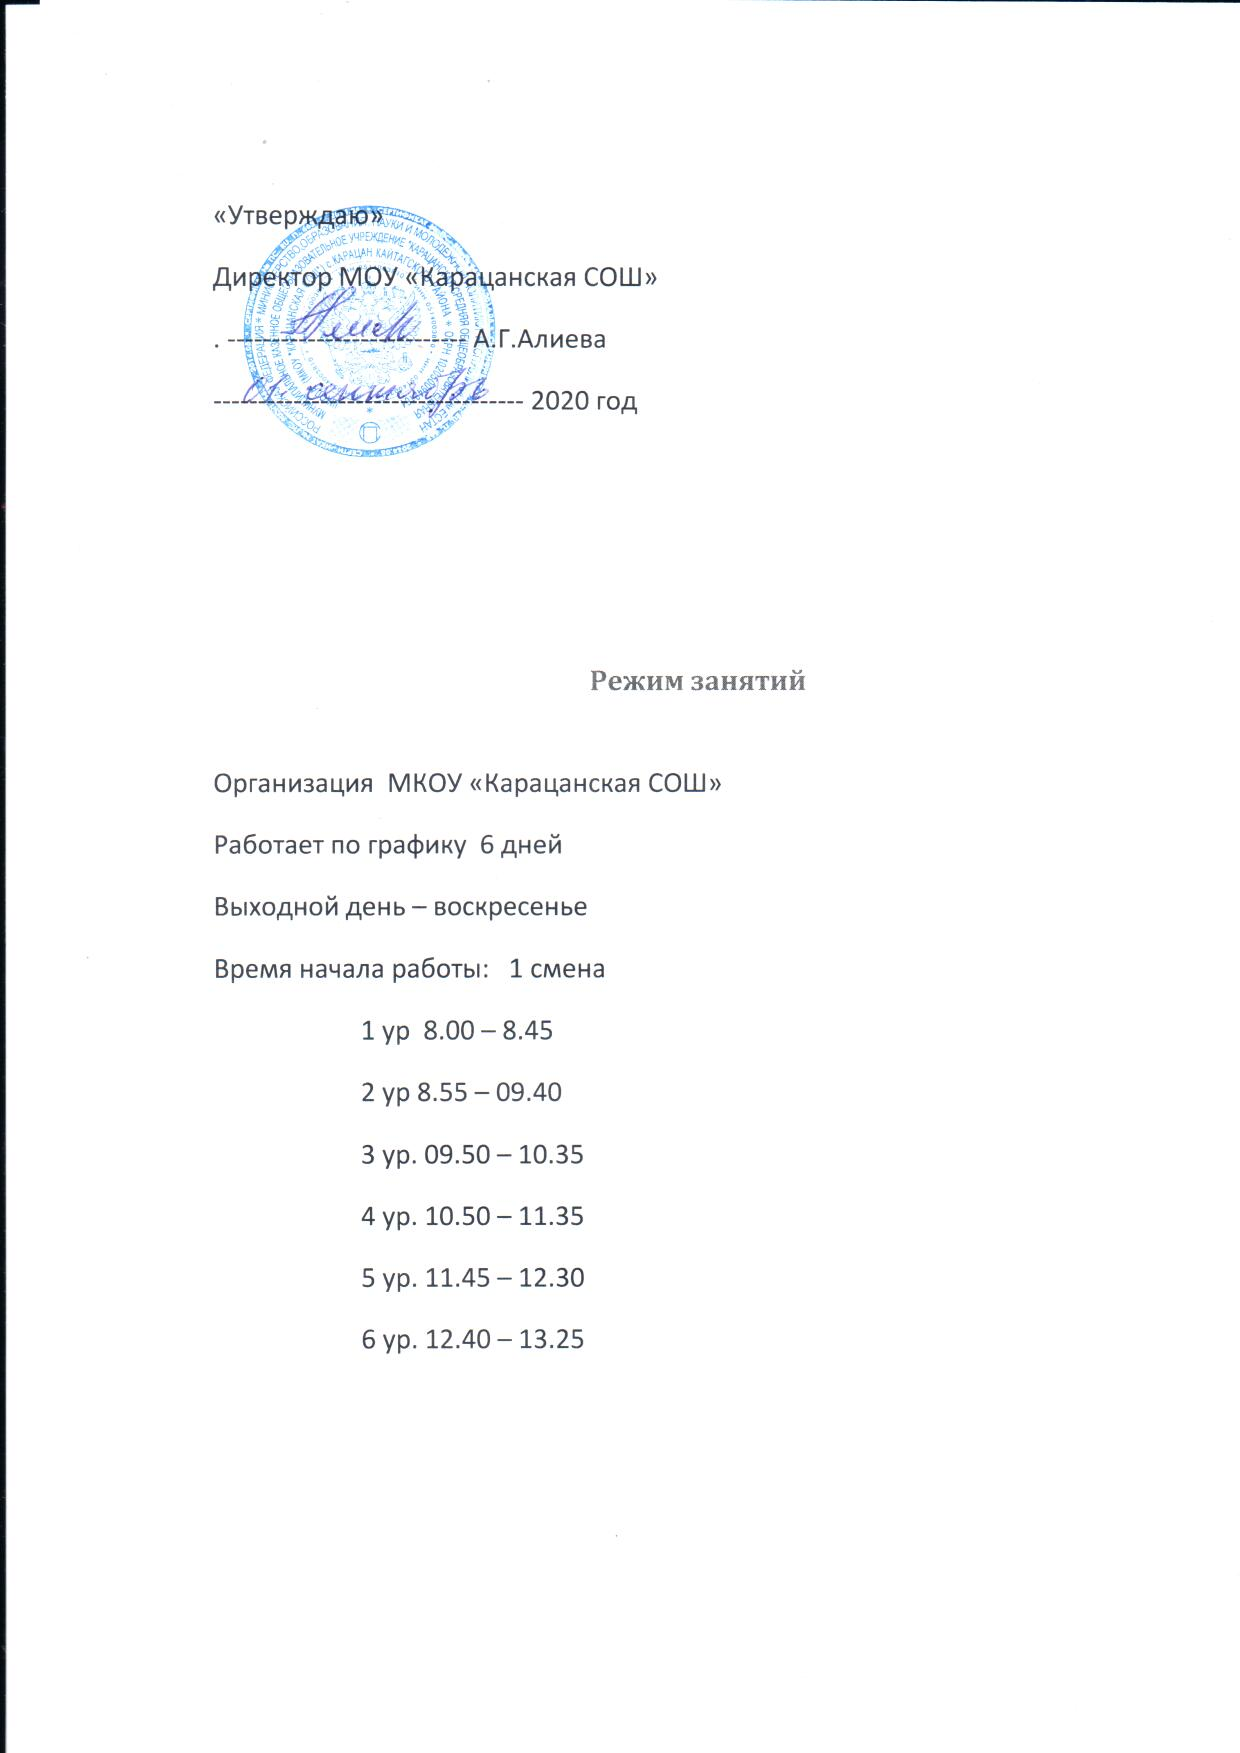 «Утверждаю»
Директор МОУ «Карацанская СОШ»
. ---------------------------- А.Г.Алиева
01 сентябрь ------------------------------------ 2020 год
Режим занятий
Организация  МКОУ «Карацанская СОШ»
Работает по графику  6 дней
Выходной день – воскресенье
Время начала работы:   1 смена
1 ур  8.00 – 8.45
2 ур 8.55 – 09.40
3 ур. 09.50 – 10.35
4 ур. 10.50 – 11.35
5 ур. 11.45 – 12.30
6 ур. 12.40 – 13.25